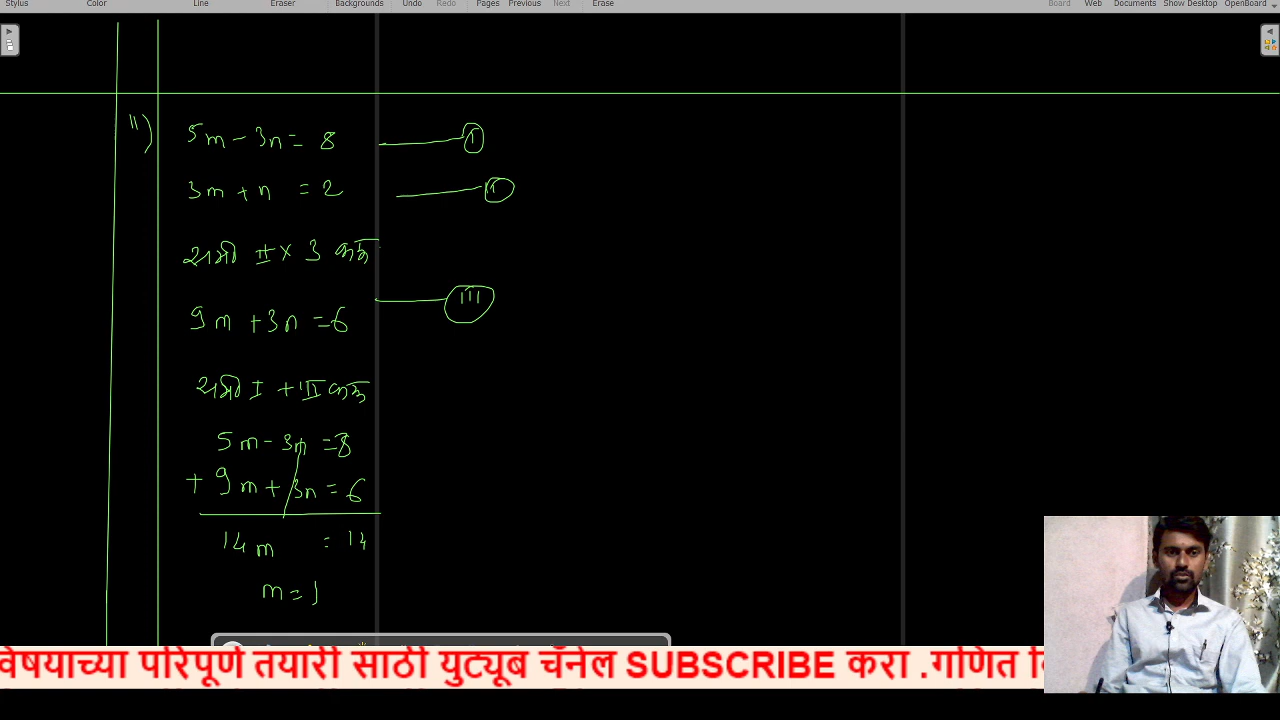 Stylus Color Line Eraser Backgrounds Undo Redo Pages Previous Next Erase Board Web Documents Show Desktop OpenBoard
11) 5m - 3n = 8 I
3m + n = 2 II
समी II × 3 करू
9m + 3n = 6 III
समी I + III करू
5m - 3n = 8
+ 9m + 3n = 6
14m = 14
m = 1
विषयाच्या परिपूर्ण तयारी साठी युट्यूब चॅनेल SUBSCRIBE करा .गणित